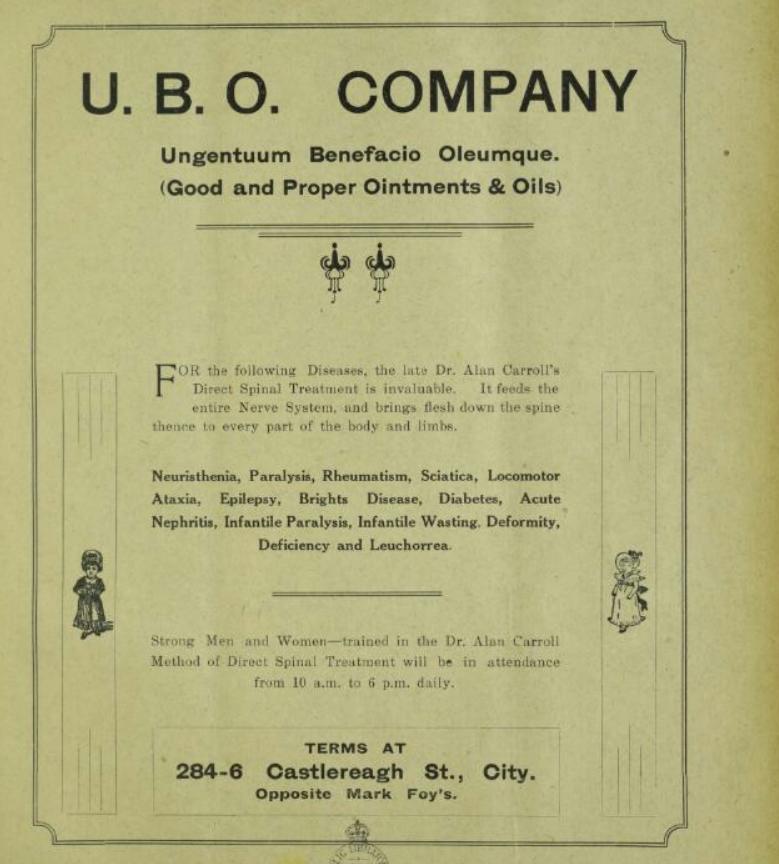 U. B. O. COMPANY
Ungentuum Benefacio Oleumque.
(Good and Proper Ointments & Oils)
FOR the following Diseases, the late Dr. Alan Carroll's
Direct Spinal Treatment is invaluable. It feeds the
entire Nerve System, and brings flesh down the spine
thence to every part of the body and limbs.
Neuristhenia, Paralysis, Rheumatism, Sciatica, Locomotor
Ataxia, Epilepsy, Brights Disease, Diabetes, Acute
Nephritis, Infantile Paralysis, Infantile Wasting. Deformity,
Deficiency and Leuchorrea.
Strong Men and Women—trained in the Dr. Alan Carroll
Method of Direct Spinal Treatment will be in attendance
from 10 a.m. to 6 p.m. daily.
TERMS AT
284-6 Castlereagh St., City.
Opposite Mark Foy's.